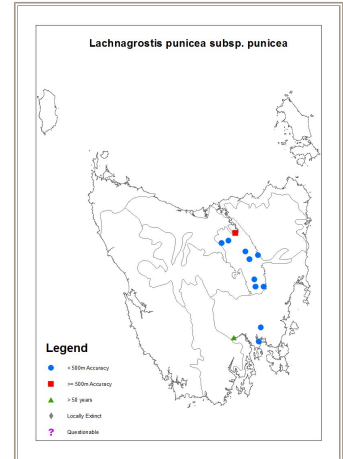 Lachnagrostis punicea subsp. punicea
Legend
< 500m Accuracy
>= 500m Accuracy
> 50 years
Locally Extinct
? Questionable